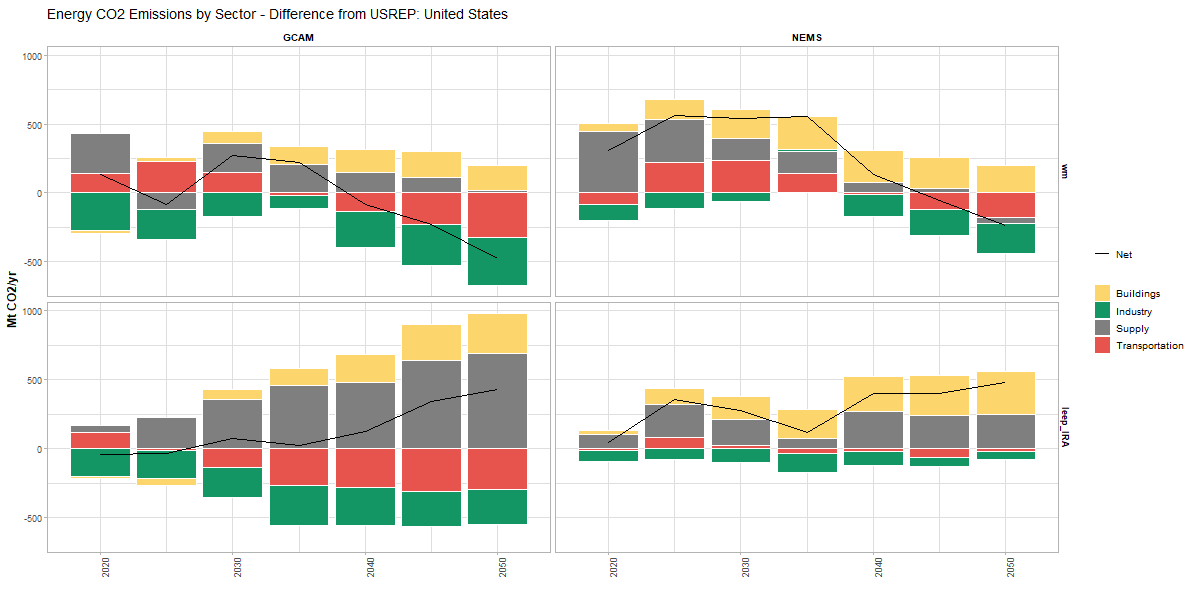 Energy CO2 Emissions by Sector - Difference from USREP: United States
GCAM
NEMS
1000
500
0
-500
wm
1000
500
0
-500
leep_IRA
Mt CO2/yr
2020
2030
2040
2050
2020
2030
2040
2050
Net
Buildings
Industry
Supply
Transportation